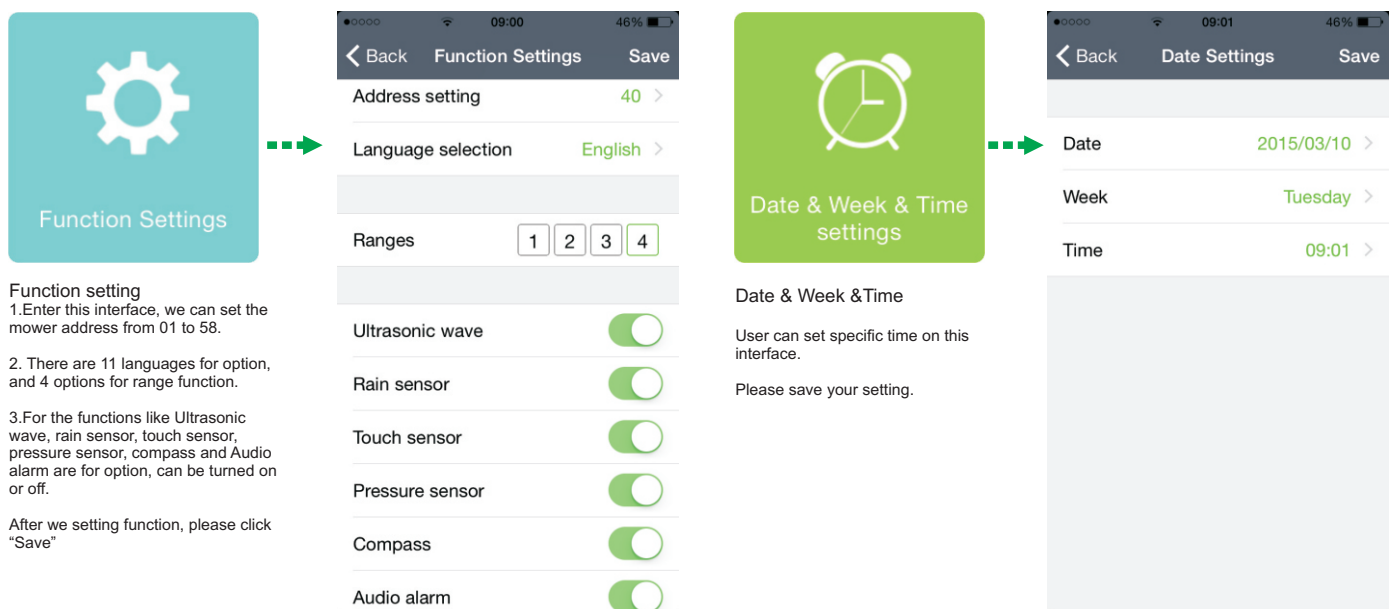 Function Settings
Function setting
1.Enter this interface, we can set the
mower address from 01 to 58.
2. There are 11 languages for option,
and 4 options for range function.
3.For the functions like Ultrasonic
wave, rain sensor, touch sensor,
pressure sensor, compass and Audio
alarm are for option, can be turned on
or off.
After we setting function, please click
“Save”
09:00 46%
Back Function Settings Save
Address setting 40
Language selection English
Ranges 1 2 3 4
Ultrasonic wave
Rain sensor
Touch sensor
Pressure sensor
Compass
Audio alarm
Date & Week & Time
settings
Date & Week &Time
User can set specific time on this
interface.
Please save your setting.
09:01 46%
Back Date Settings Save
Date 2015/03/10
Week Tuesday
Time 09:01